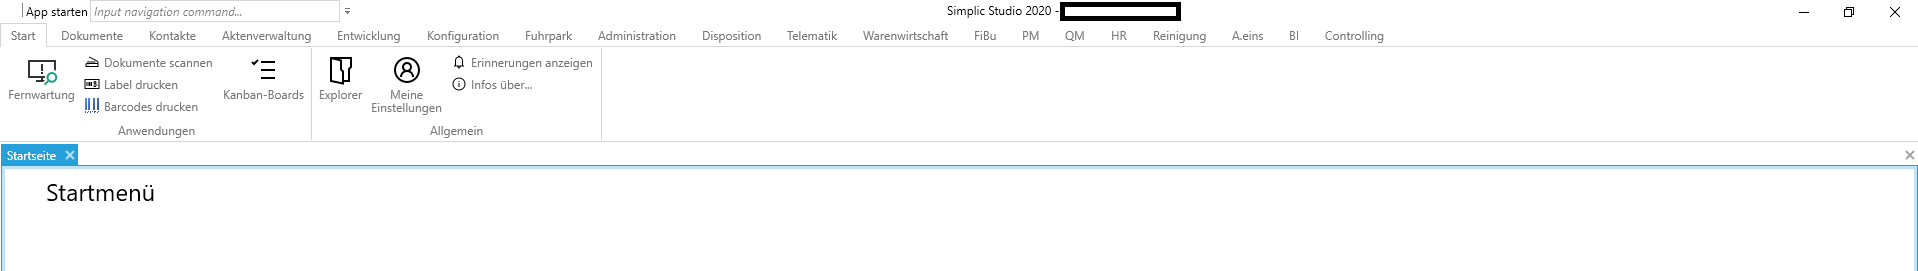 App starten Input navigation command... Simplic Studio 2020 -
Start Dokumente Kontakte Aktenverwaltung Entwicklung Konfiguration Fuhrpark Administration Disposition Telematik Warenwirtschaft FiBu PM QM HR Reinigung A.eins BI Controlling
Fernwartung
Dokumente scannen
Label drucken
Barcodes drucken
Kanban-Boards
Anwendungen
Explorer
Meine
Einstellungen
Erinnerungen anzeigen
Infos über...
Allgemein
Startseite
Startmenü